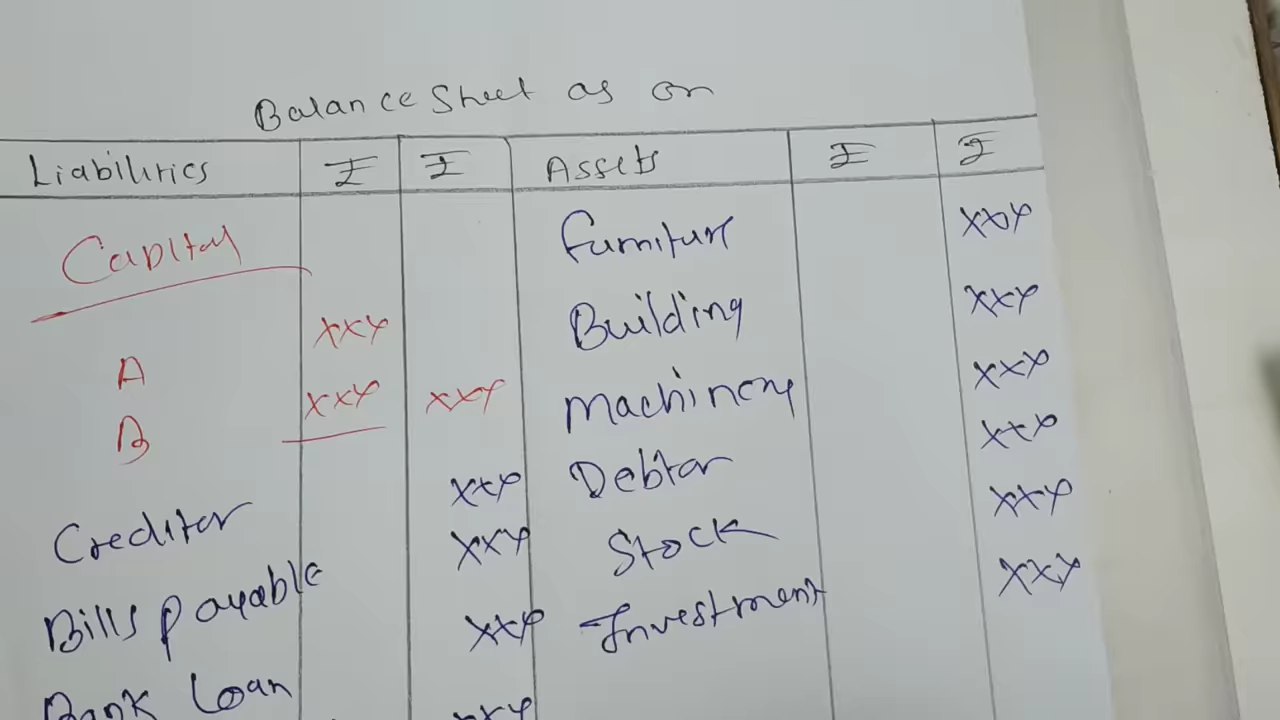 Balance Sheet as on
Liabilities ₹ ₹ Assets ₹ ₹
Capital Furniture xxx
xxx Building xxx
A xxx xxx Machinery xxx
B xxx Debtor xxx
Creditor xxx Stock xxx
Bills payable xxx Investment xxx
Bank Loan xxx